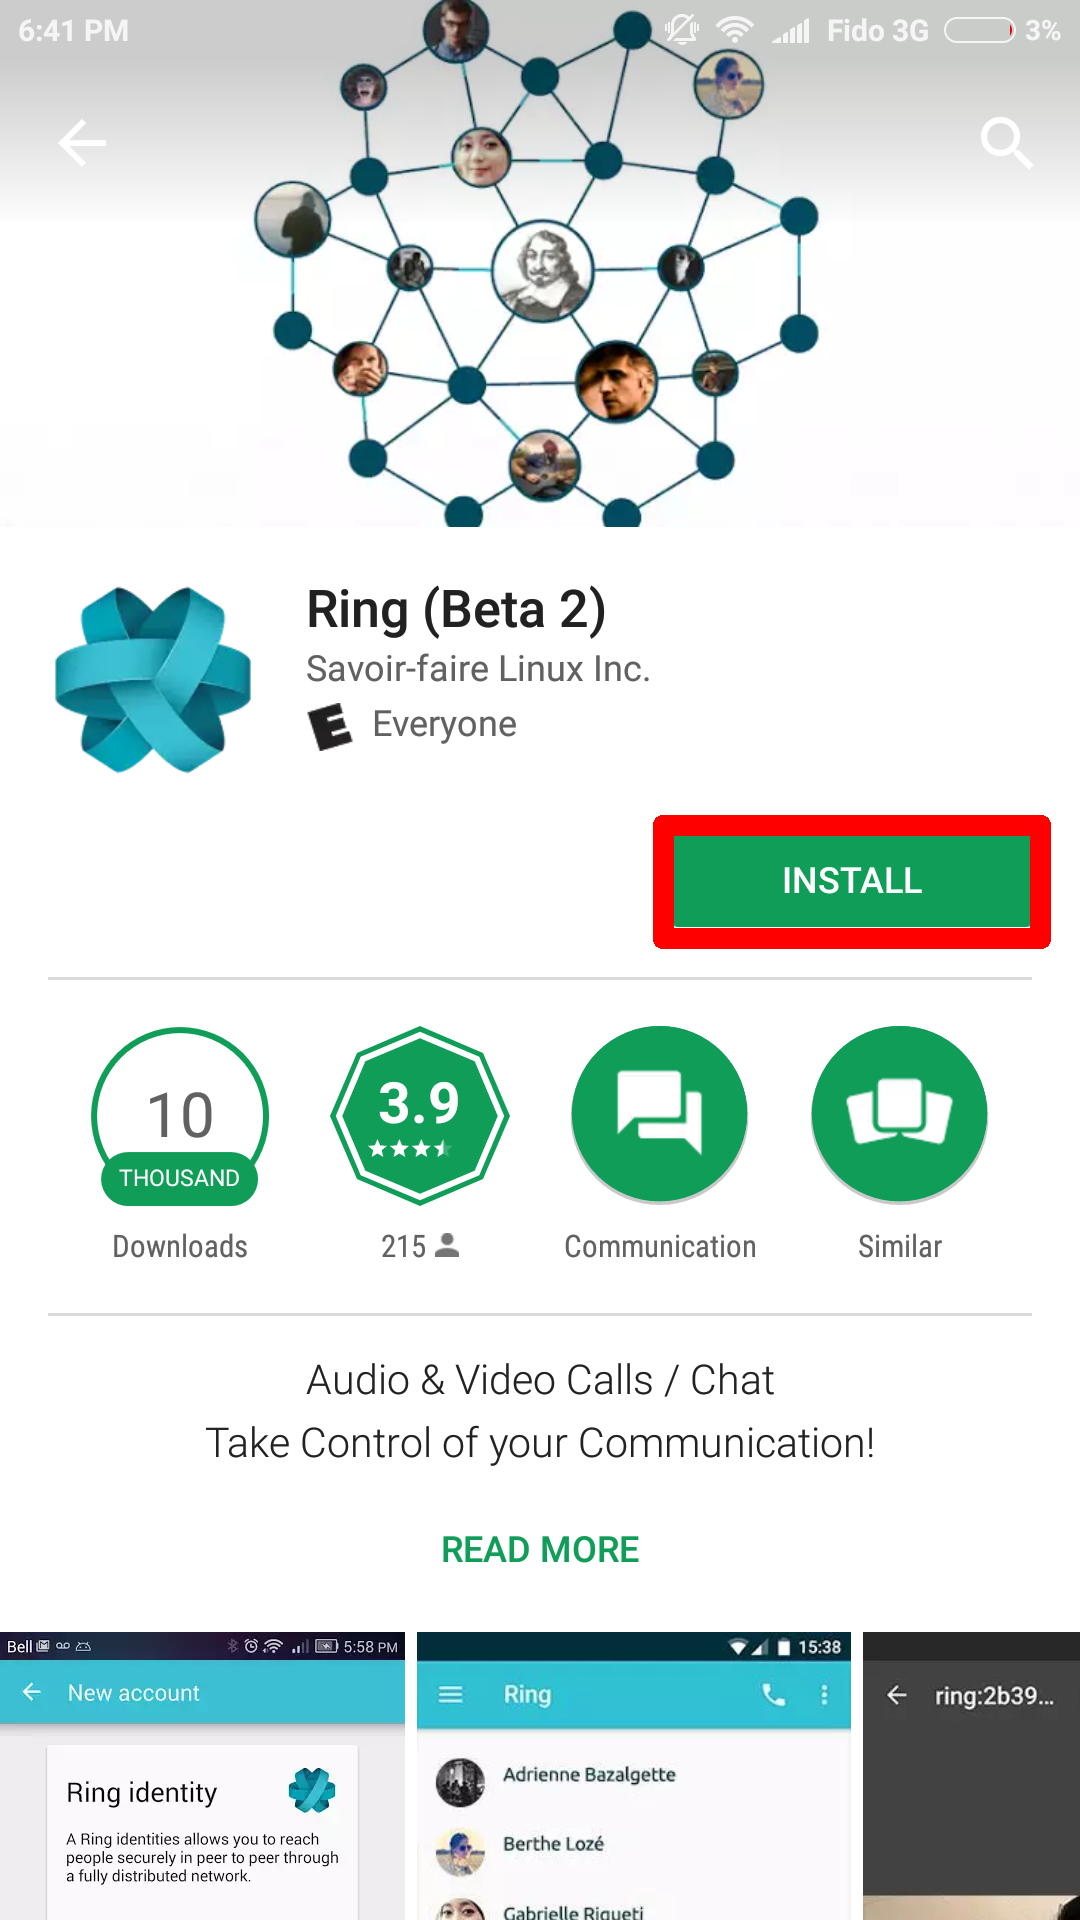 6:41 PM Fido 3G 3%
Ring (Beta 2)
Savoir-faire Linux Inc.
E Everyone
INSTALL
10
THOUSAND
3.9
Downloads
215
Communication
Similar
Audio & Video Calls / Chat
Take Control of your Communication!
READ MORE
Bell 5:58 PM
New account
Ring identity
A Ring identities allows you to reach
people securely in peer to peer through
a fully distributed network.
15:38
Ring
Adrienne Bazalgette
Berthe Lozé
Gabrielle Riqueti
ring:2b39...